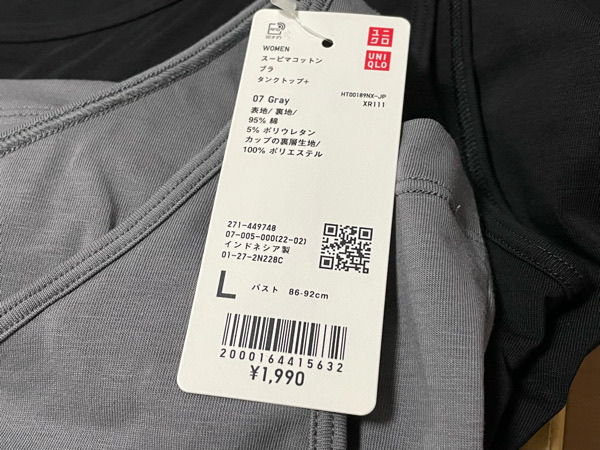 WOMEN
スーピマコットン
ブラ
タンクトップ+
ユニ
クロ
UNI
QLO
07 Gray
HT00189NX-JP
XR111
表地/裏地/
95% 綿
5% ポリウレタン
カップの裏層生地/
100% ポリエステル
271-449748
07-005-000(22-02)
インドネシア製
01-27-2N228C
L バスト 86-92cm
2000164415632
¥1,990